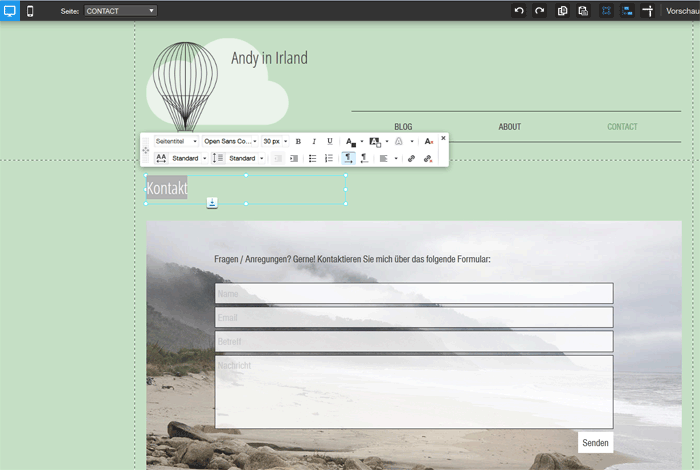 Seite: CONTACT
Vorschau
Andy in Irland
BLOG ABOUT CONTACT
Seitentitel Open Sans Co... 30 px B I U A A A A
AA Standard Standard
Kontakt
Fragen / Anregungen? Gerne! Kontaktieren Sie mich über das folgende Formular:
Name
Email
Betreff
Nachricht
Senden